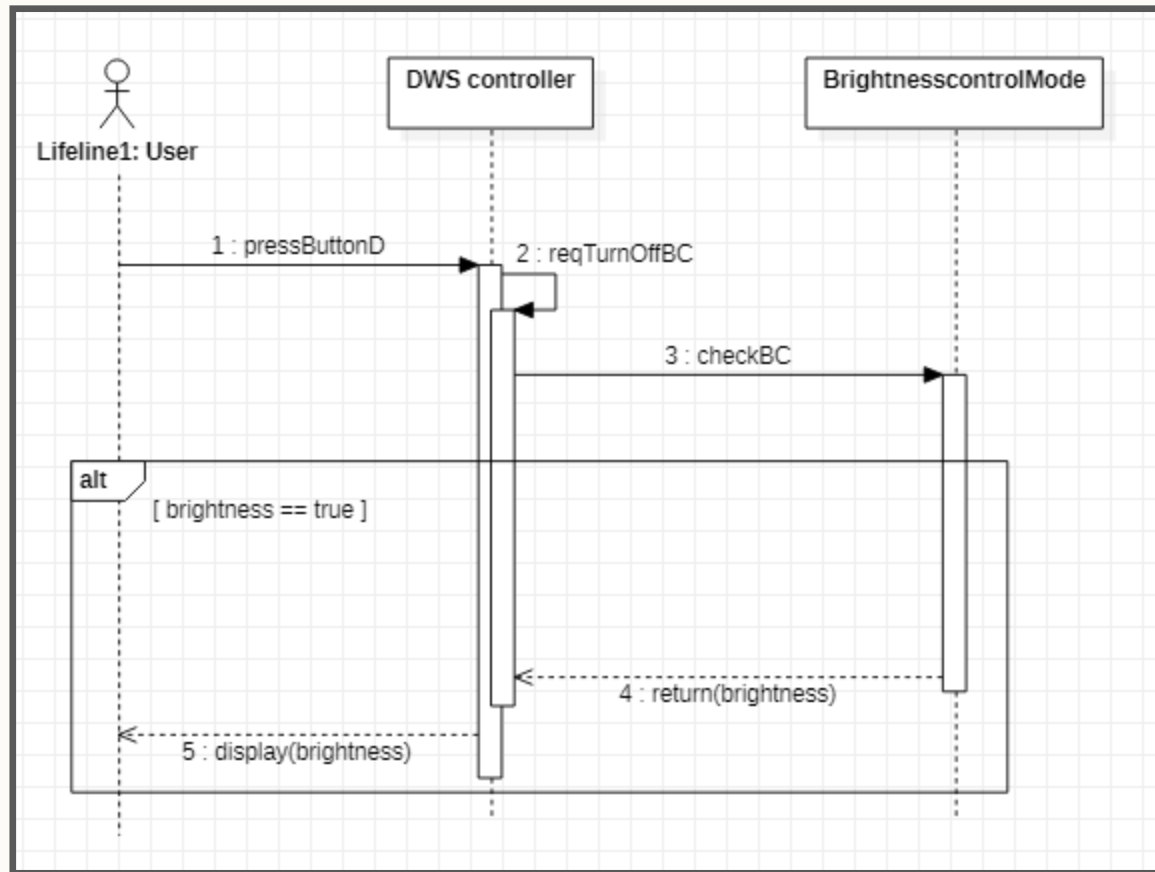 DWS controller
BrightnesscontrolMode
Lifeline1: User
1 : pressButtonD
2 : reqTurnOffBC
3 : checkBC
alt
[ brightness == true ]
4 : return(brightness)
5 : display(brightness)